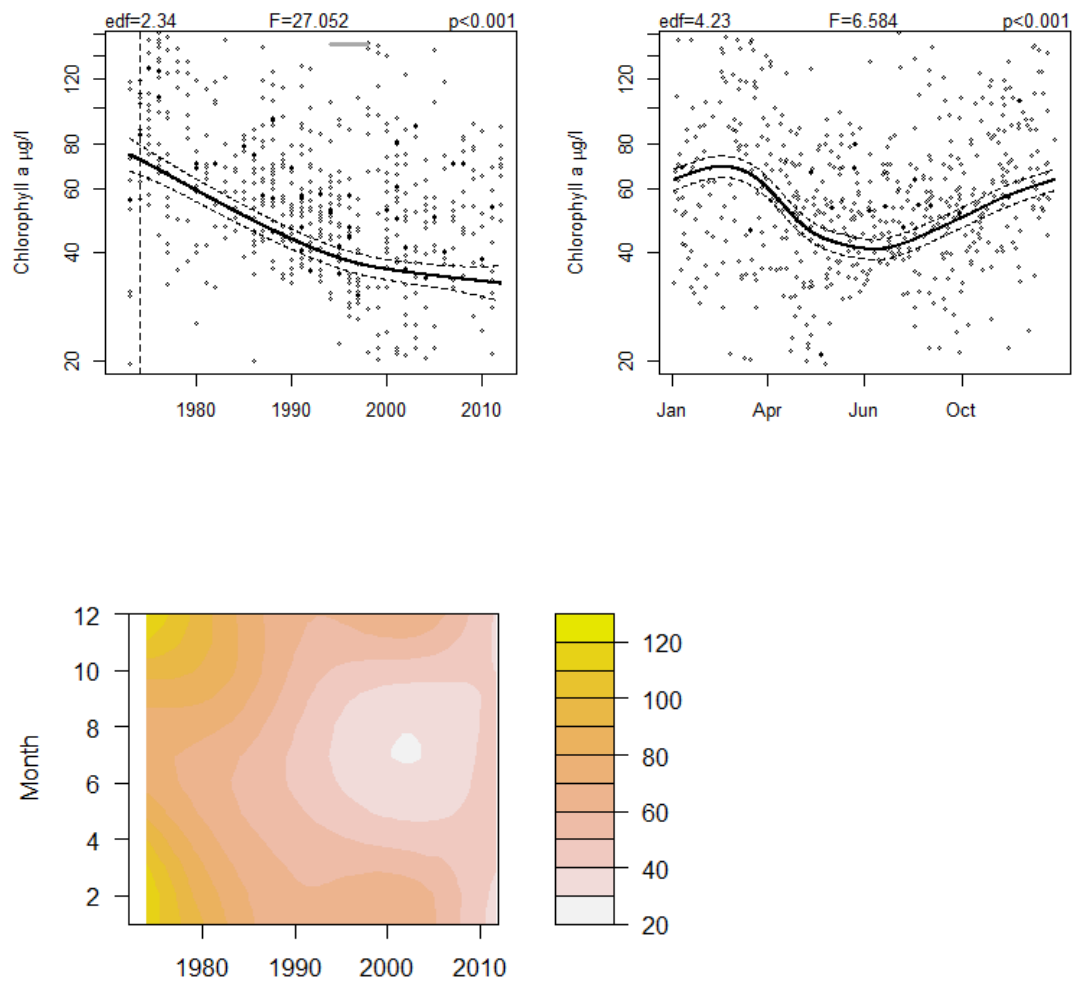 edf=2.34 F=27.052 p<0.001
Chlorophyll a µg/l
120
80
60
40
20
1980 1990 2000 2010
edf=4.23 F=6.584 p<0.001
Chlorophyll a µg/l
120
80
60
40
20
Jan Apr Jun Oct
Month
12
10
8
6
4
2
1980 1990 2000 2010
120
100
80
60
40
20